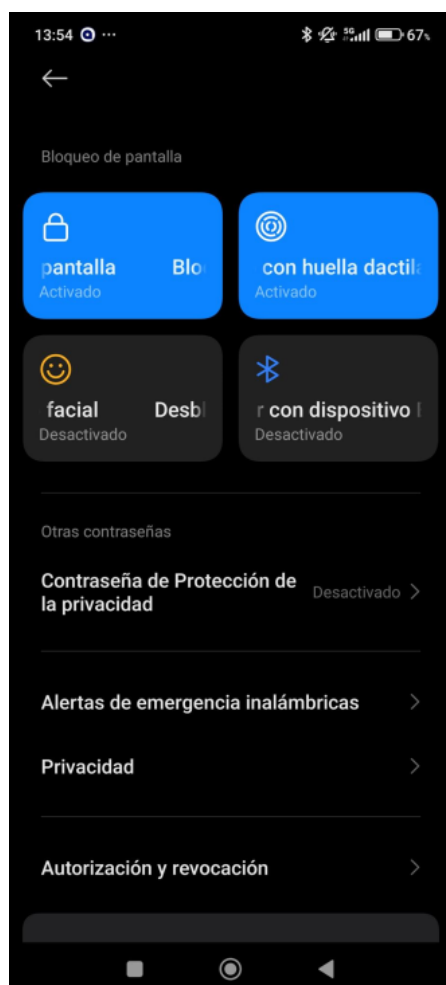 13:54 ... 5G 67%
Bloqueo de pantalla
pantalla Blo
Activado
con huella dactil
Activado
facial Desb
Desactivado
r con dispositivo
Desactivado
Otras contraseñas
Contraseña de Protección de
la privacidad
Desactivado
Alertas de emergencia inalámbricas
Privacidad
Autorización y revocación